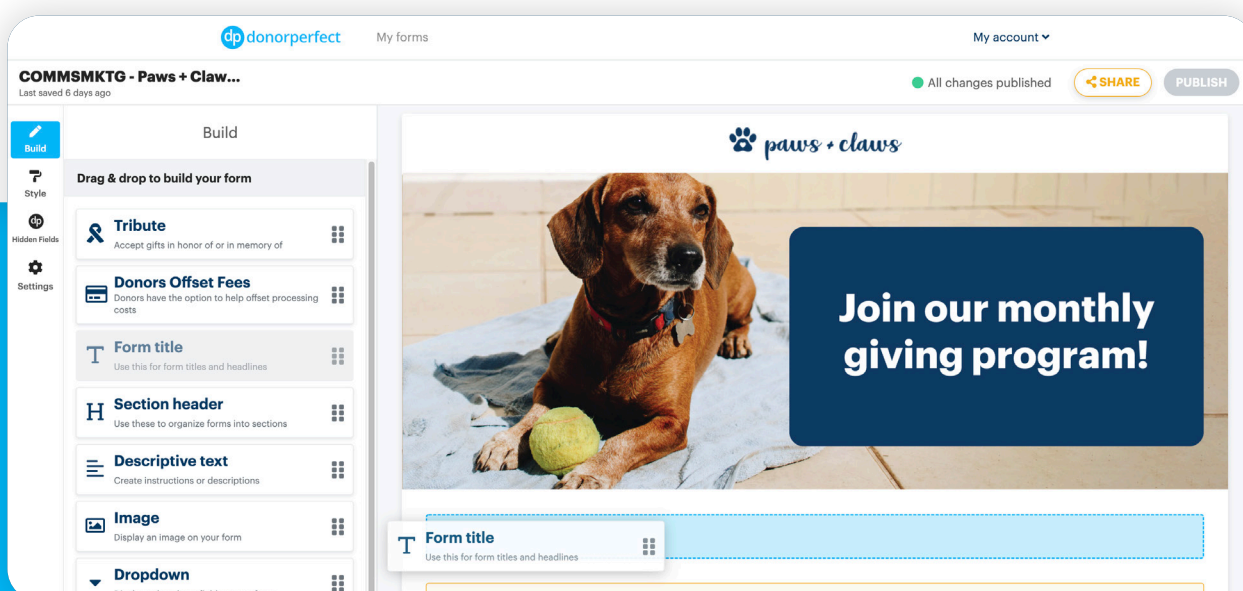 dp donorperfect
My forms
My account
COMMSMKTG - Paws + Claw...
Last saved 6 days ago
All changes published
SHARE
PUBLISH
Build
Style
dp
Hidden Fields
Settings
Build
Drag & drop to build your form
Tribute
Accept gifts in honor of or in memory of
Donors Offset Fees
Donors have the option to help offset processing
costs
T
Form title
Use this for form titles and headlines
H
Section header
Use these to organize forms into sections
Descriptive text
Create instructions or descriptions
Image
Display an image on your form
Dropdown
paws + claws
Join our monthly
giving program!
T
Form title
Use this for form titles and headlines